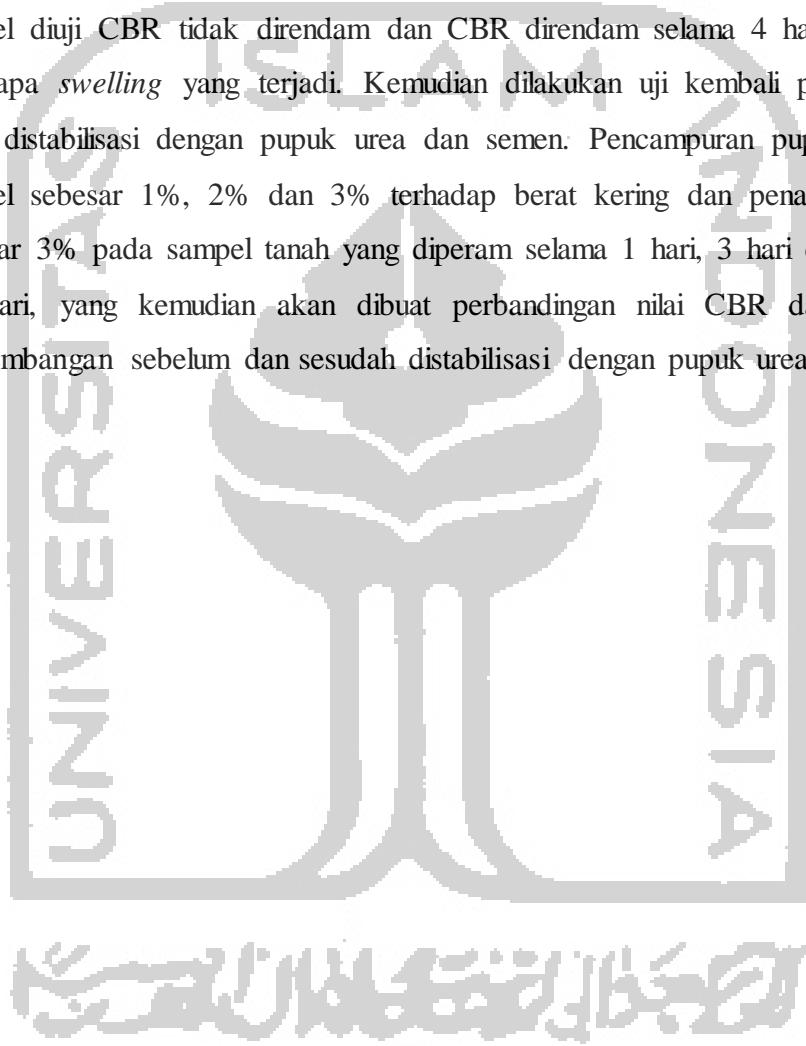 el diuji CBR tidak direndam dan CBR direndam selama 4 ha
apa swelling yang terjadi. Kemudian dilakukan uji kembali p
distabilisasi dengan pupuk urea dan semen. Pencampuran pup
el sebesar 1%, 2% dan 3% terhadap berat kering dan pena
ar 3% pada sampel tanah yang diperam selama 1 hari, 3 hari
ari, yang kemudian akan dibuat perbandingan nilai CBR da
mbangan sebelum dan sesudah distabilisasi dengan pupuk urea
ISLAM
UNIVERSITAS
INDONESIA